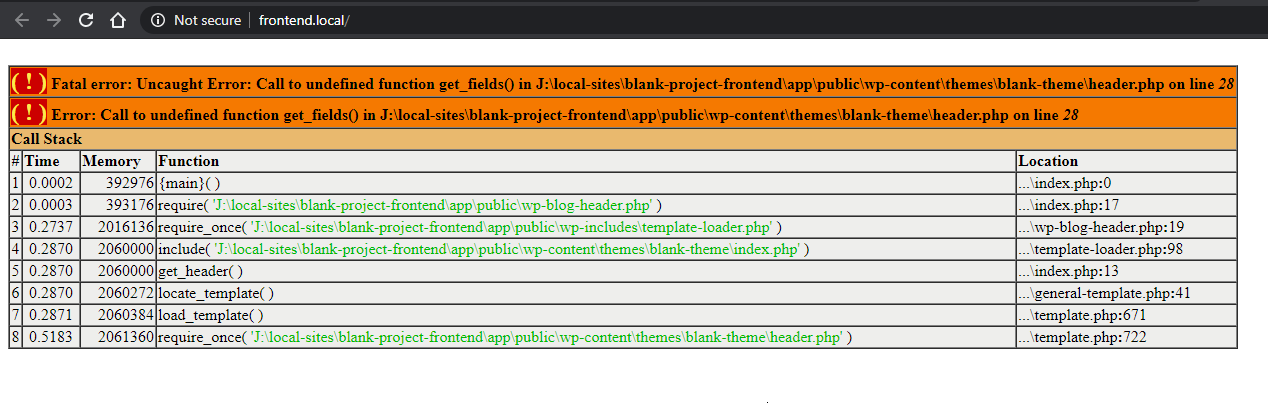 Not secure | frontend.local/
( ! ) Fatal error: Uncaught Error: Call to undefined function get_fields() in J:\local-sites\blank-project-frontend\app\public\wp-content\themes\blank-theme\header.php on line 28
( ! ) Error: Call to undefined function get_fields() in J:\local-sites\blank-project-frontend\app\public\wp-content\themes\blank-theme\header.php on line 28
Call Stack
# Time Memory Function Location
1 0.0002 392976 {main}( ) ...\index.php:0
2 0.0003 393176 require( 'J:\local-sites\blank-project-frontend\app\public\wp-blog-header.php' ) ...\index.php:17
3 0.2737 2016136 require_once( 'J:\local-sites\blank-project-frontend\app\public\wp-includes\template-loader.php' ) ...\wp-blog-header.php:19
4 0.2870 2060000 include( 'J:\local-sites\blank-project-frontend\app\public\wp-content\themes\blank-theme\index.php' ) ...\template-loader.php:98
5 0.2870 2060000 get_header( ) ...\index.php:13
6 0.2870 2060272 locate_template( ) ...\general-template.php:41
7 0.2871 2060384 load_template( ) ...\template.php:671
8 0.5183 2061360 require_once( 'J:\local-sites\blank-project-frontend\app\public\wp-content\themes\blank-theme\header.php' ) ...\template.php:722